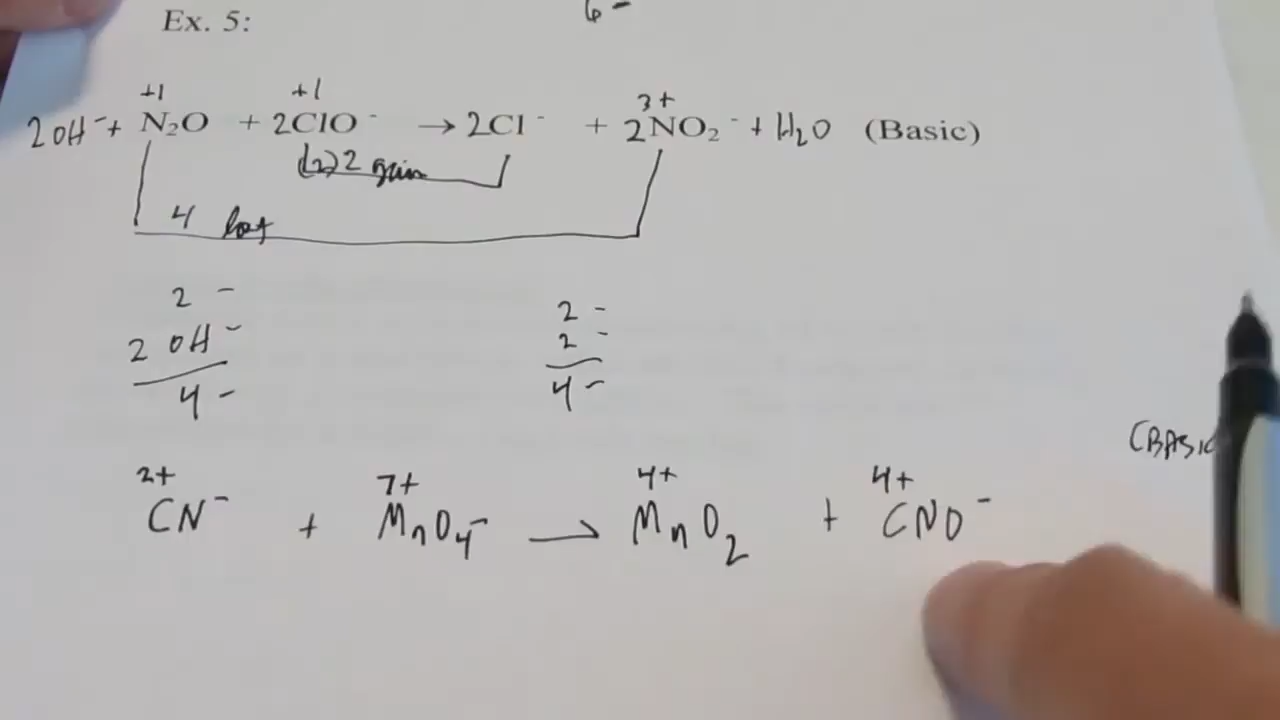 6 -
Ex. 5:
+1 +1 3+
2OH⁻ + N₂O + 2ClO⁻ → 2Cl⁻ + 2NO₂⁻ + H₂O (Basic)
(2) 2 gain
4 lost
2 - 2 -
2 OH⁻ 2 -
4 - 4 -
(BASIC
2+ 7+ 4+ 4+
CN⁻ + MnO₄⁻ → MnO₂ + CNO⁻